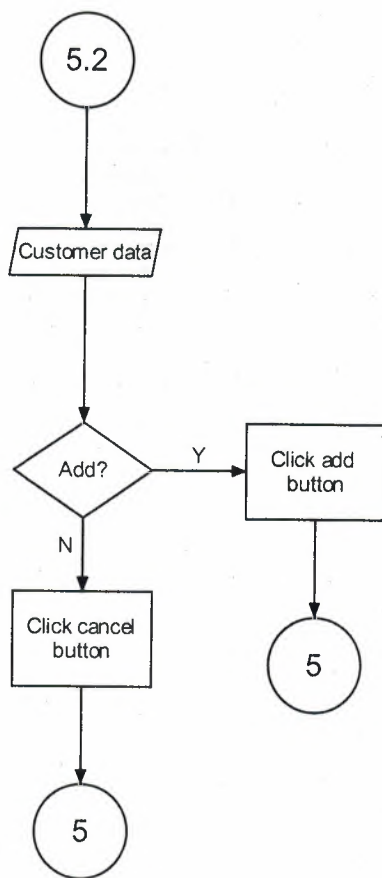 5.2
Customer data
Add?
Y
Click add
button
N
Click cancel
button
5
5